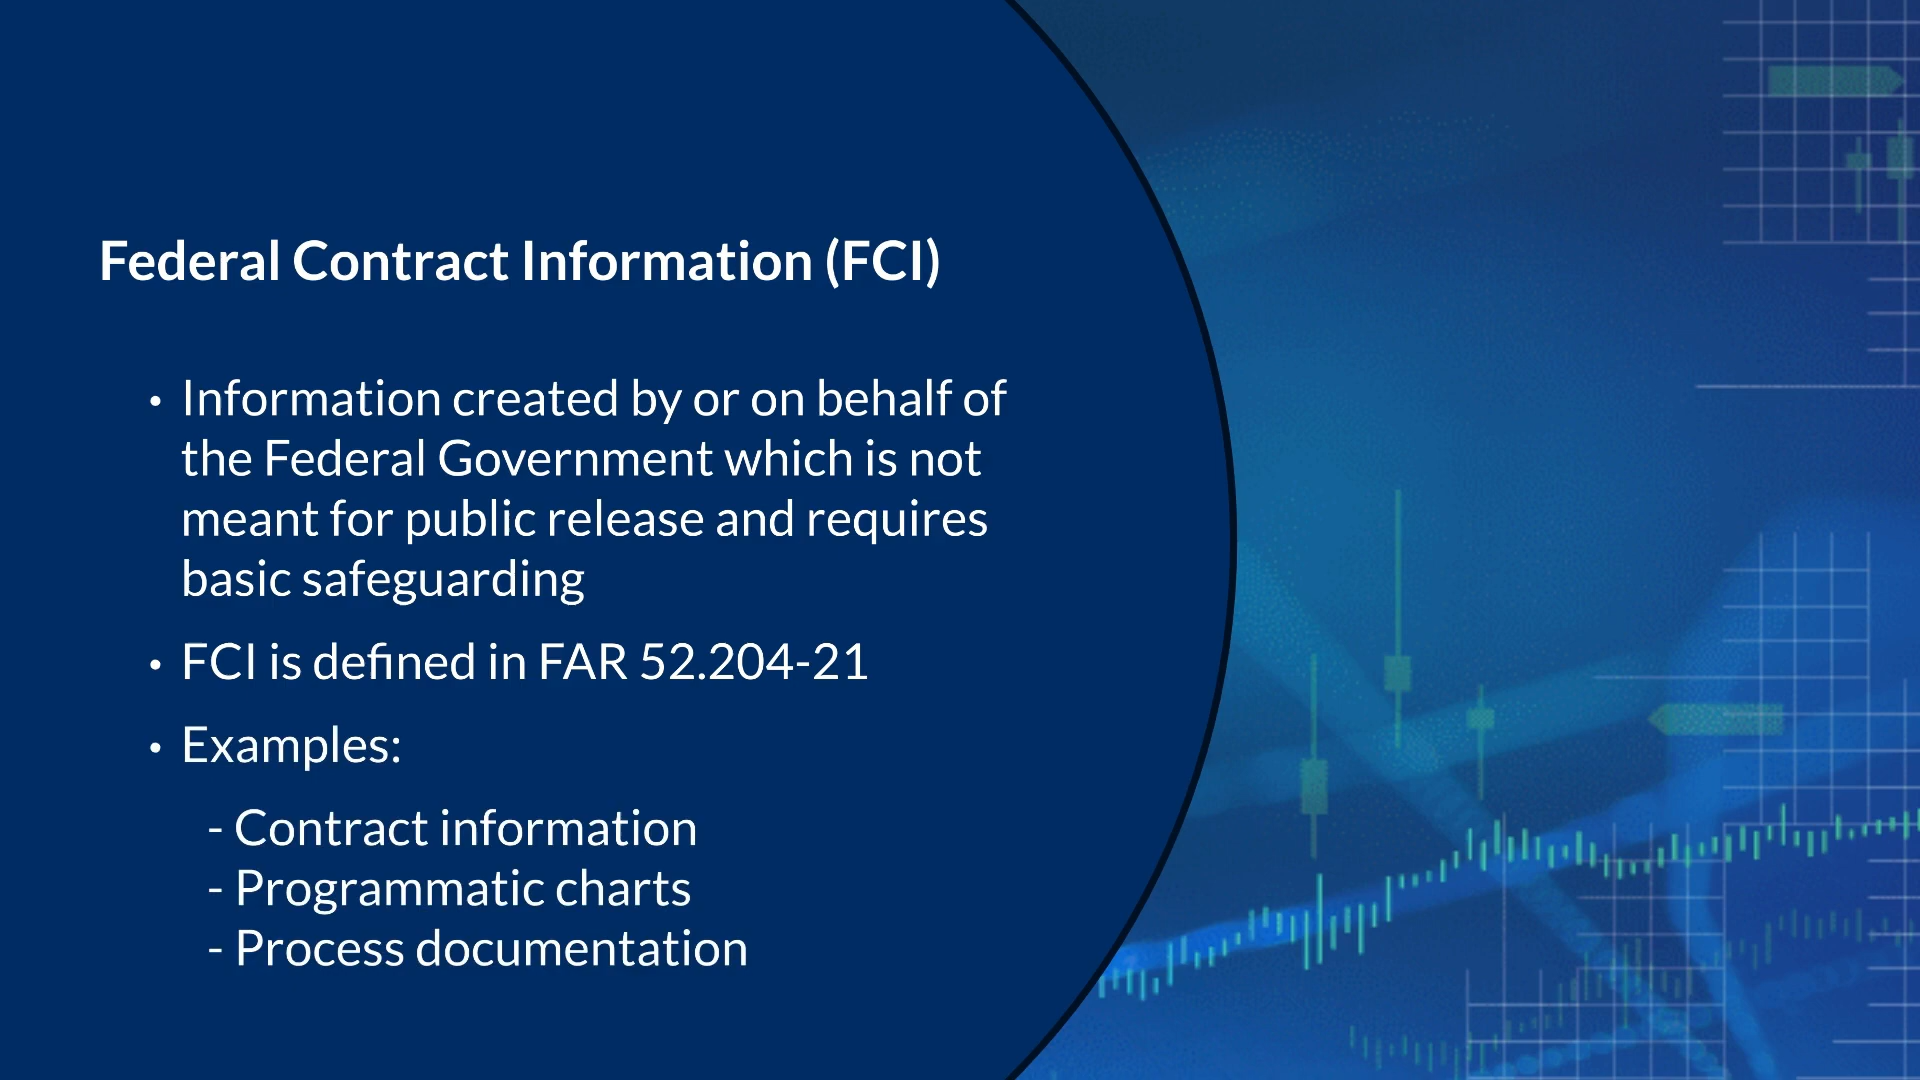 Federal Contract Information (FCI)
• Information created by or on behalf of
the Federal Government which is not
meant for public release and requires
basic safeguarding
• FCI is defined in FAR 52.204-21
• Examples:
- Contract information
- Programmatic charts
- Process documentation